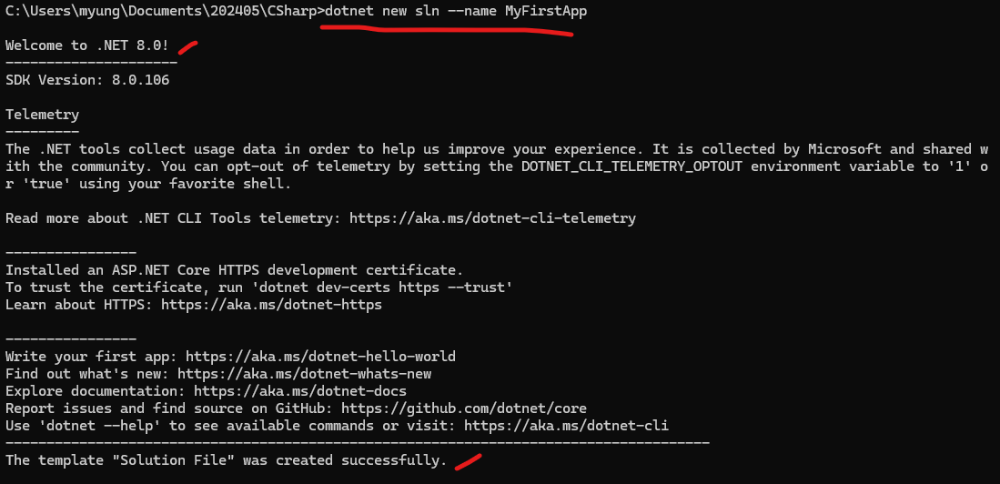 C:\Users\myung\Documents\202405\CSharp>dotnet new sln --name MyFirstApp
Welcome to .NET 8.0!
---------------------
SDK Version: 8.0.106
Telemetry
---------
The .NET tools collect usage data in order to help us improve your experience. It is collected by Microsoft and shared w
ith the community. You can opt-out of telemetry by setting the DOTNET_CLI_TELEMETRY_OPTOUT environment variable to '1' o
r 'true' using your favorite shell.
Read more about .NET CLI Tools telemetry: https://aka.ms/dotnet-cli-telemetry
----------------
Installed an ASP.NET Core HTTPS development certificate.
To trust the certificate, run 'dotnet dev-certs https --trust'
Learn about HTTPS: https://aka.ms/dotnet-https
----------------
Write your first app: https://aka.ms/dotnet-hello-world
Find out what's new: https://aka.ms/dotnet-whats-new
Explore documentation: https://aka.ms/dotnet-docs
Report issues and find source on GitHub: https://github.com/dotnet/core
Use 'dotnet --help' to see available commands or visit: https://aka.ms/dotnet-cli
--------------------------------------------------------------------------------------
The template "Solution File" was created successfully.